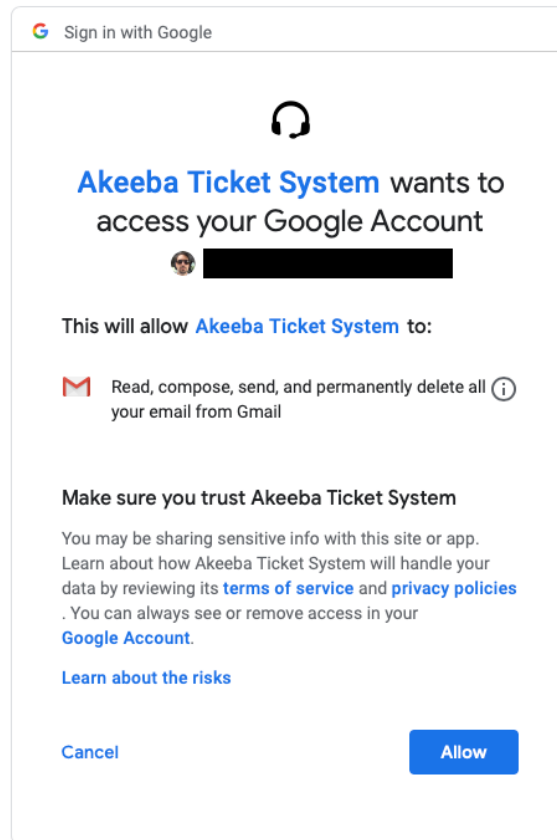 Sign in with Google
Akeeba Ticket System wants to
access your Google Account
This will allow Akeeba Ticket System to:
Read, compose, send, and permanently delete all
your email from Gmail
Make sure you trust Akeeba Ticket System
You may be sharing sensitive info with this site or app.
Learn about how Akeeba Ticket System will handle your
data by reviewing its terms of service and privacy policies
. You can always see or remove access in your
Google Account.
Learn about the risks
Cancel
Allow